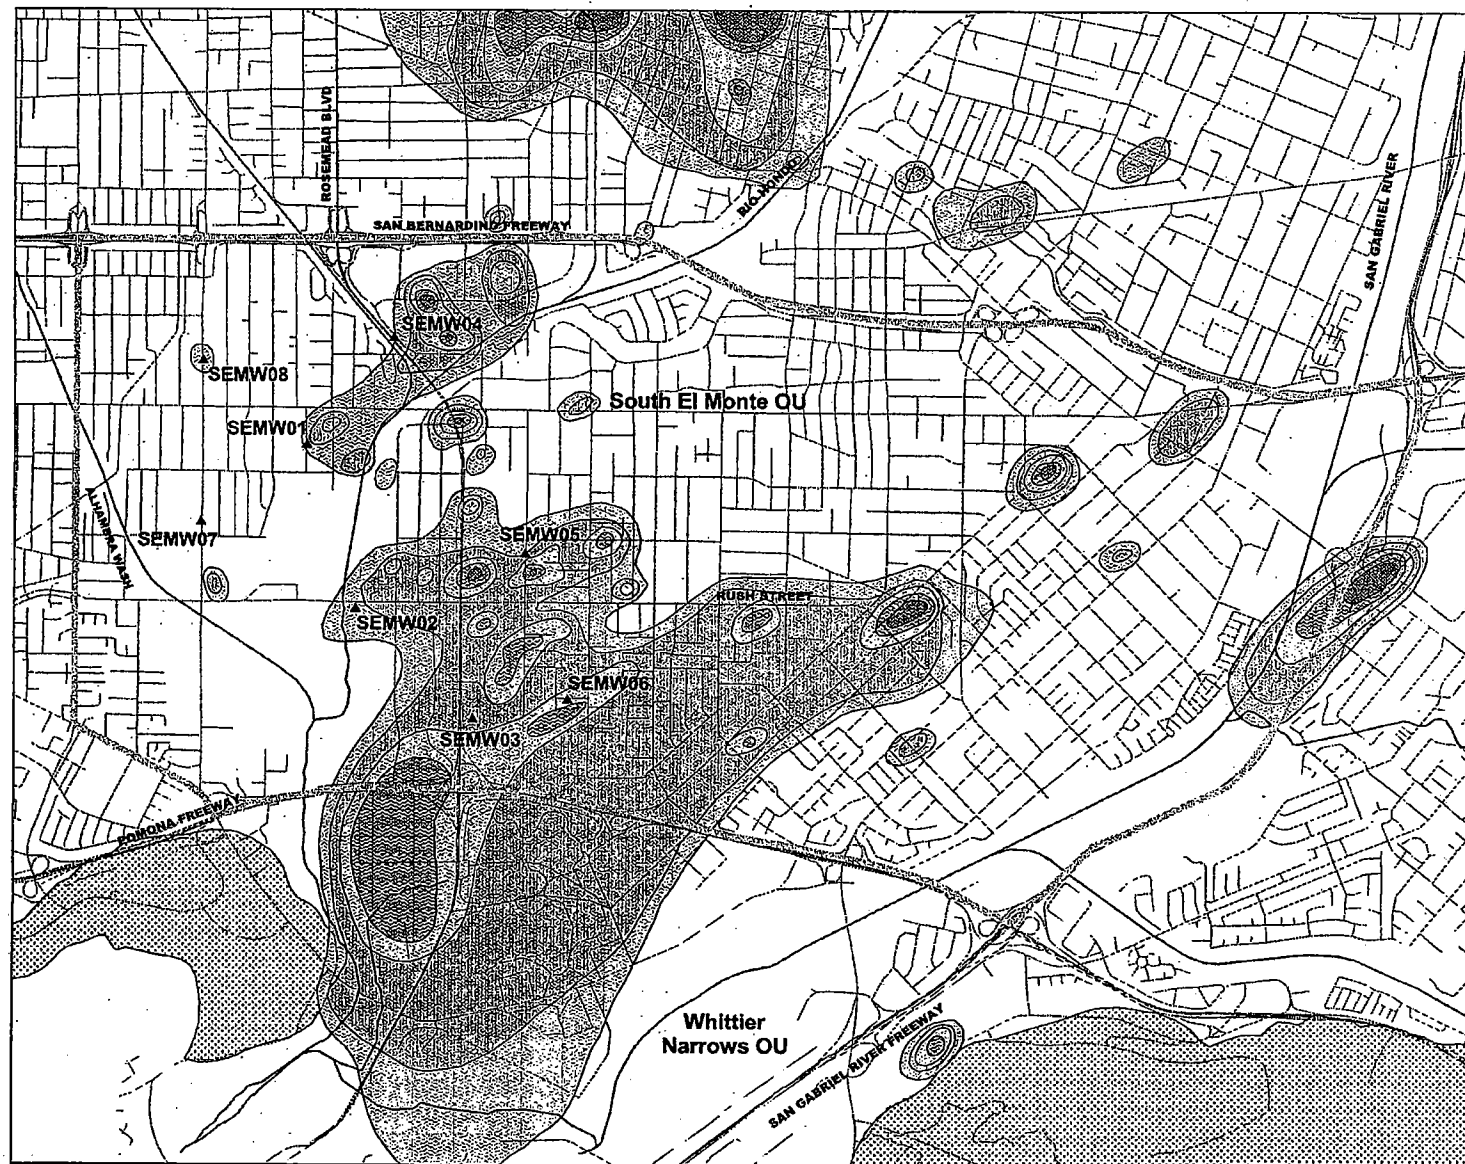 ROSEMEAD BLVD
RIO HONDO
SAN GABRIEL RIVER
SAN BERNARDINO FREEWAY
SEMW04
SEMW08
South El Monte OU
SEMW01
ALHAMBRA WASH
SEMW07
SEMW05
RUSH STREET
SEMW02
SEMW06
SEMW03
POMONA FREEWAY
Whittier
Narrows OU
SAN GABRIEL RIVER FREEWAY